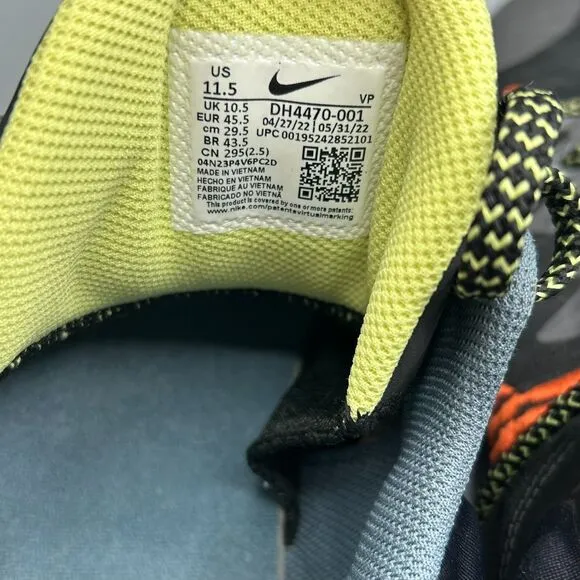 US
11.5
VP
UK 10.5
DH4470-001
EUR 45.5
04/27/22 05/31/22
cm 29.5
UPC 00195242852101
BR 43.5
CN 295(2.5)
04N23P4V6PC2D
MADE IN VIETNAM
HECHO EN VIETNAM
FABRIQUE AU VIETNAM
FABRICADO NO VIETNÃ
This product is covered by one or more patents:
www.nike.com/patentsvirtualmarking